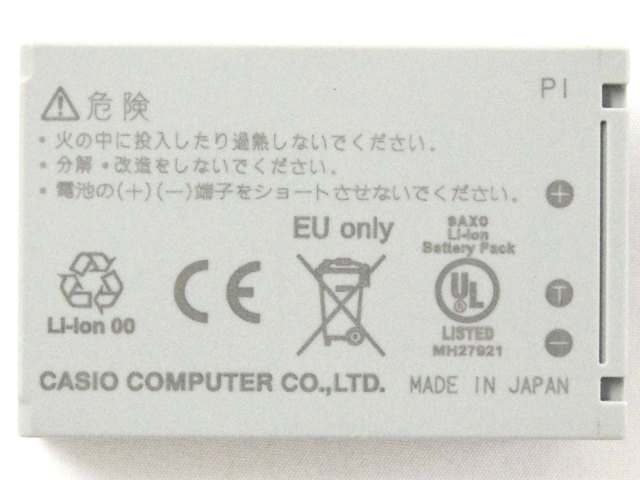 PI
危険
・火の中に投入したり過熱しないでください。
・分解・改造をしないでください。
・電池の(+)(−)端子をショートさせないでください。
+
EU only
9AX0
Li-Ion
Battery Pack
UL
CE
T
Li-ion 00
LISTED
MH27921
−
CASIO COMPUTER CO.,LTD. MADE IN JAPAN